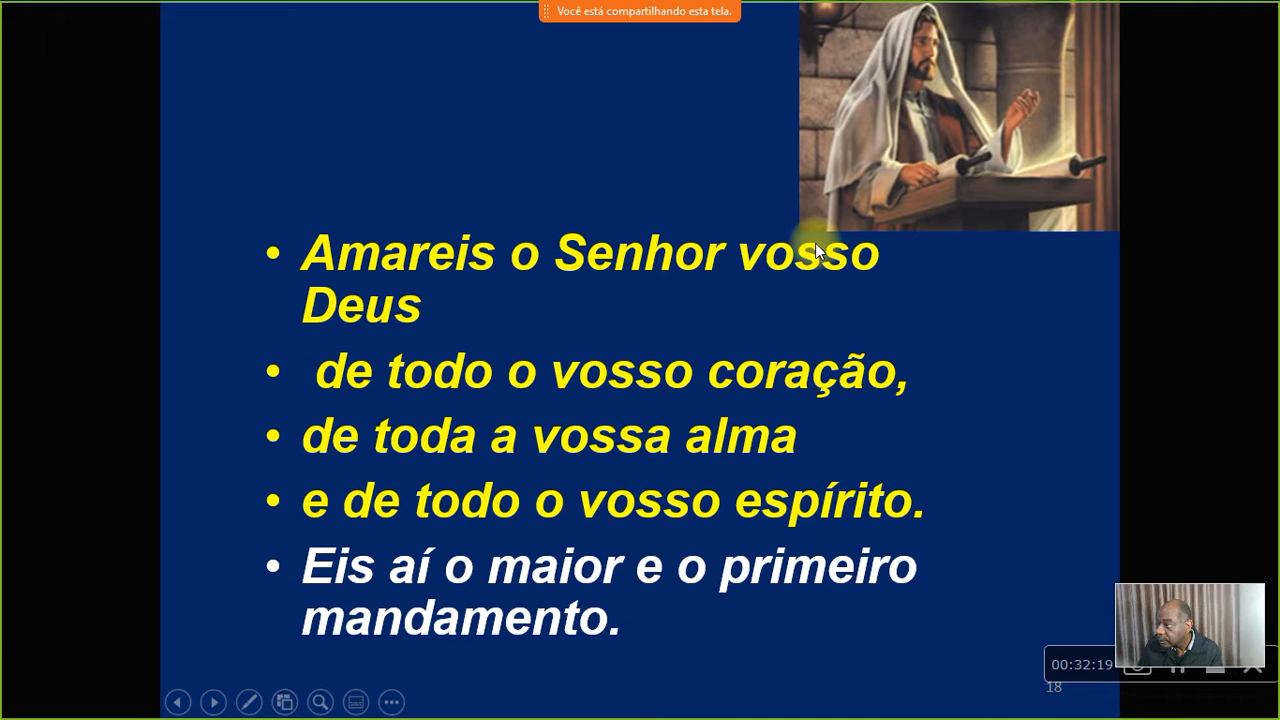 Você está compartilhando esta tela.
• Amareis o Senhor vosso
Deus
• de todo o vosso coração,
• de toda a vossa alma
• e de todo o vosso espírito.
• Eis aí o maior e o primeiro
mandamento.
00:32:19
18